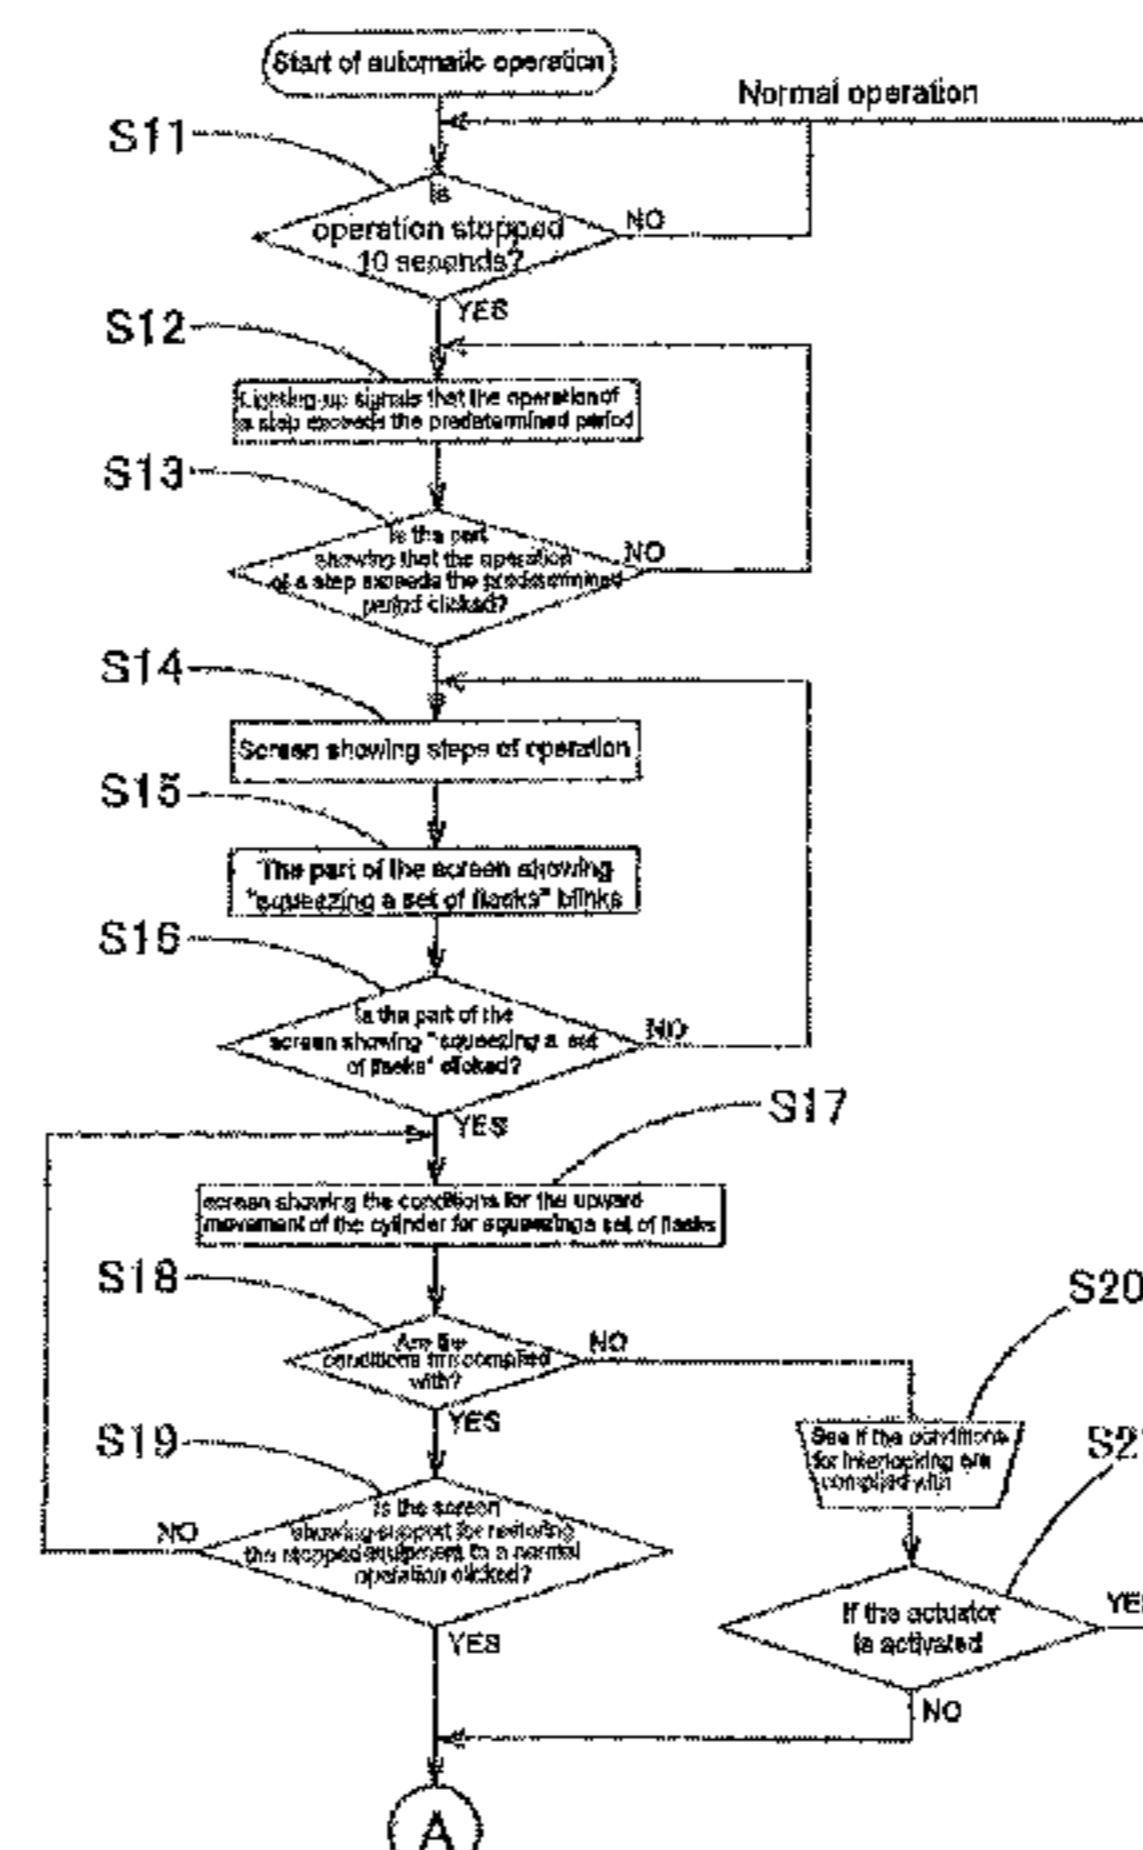 Start of automatic operation
Normal operation
S11
Is
operation stopped
10 seconds?
NO
YES
S12
Lighting-up signals that the operation of
a step exceeds the predetermined period
S13
Is the part
showing that the operation
of a step exceeds the predetermined
period clicked?
NO
S14
Screen showing steps of operation
S15
The part of the screen showing
"squeezing a set of flasks" blinks
S16
Is the part of the
screen showing "squeezing a set
of flasks" clicked?
NO
YES
S17
screen showing the conditions for the upward
movement of the cylinder for squeezing a set of flasks
S18
Are the
conditions complied
with?
NO
YES
S20
See if the conditions
for interlocking are
complied with
S19
Is the screen
showing support for restoring
the stopped equipment to a normal
operation clicked?
NO
YES
S2
If the actuator
is activated
YES
NO
A